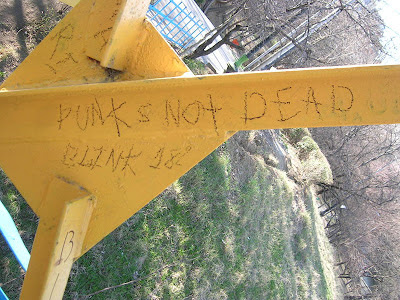 PUNKS NOT DEAD
BLINK 182
B